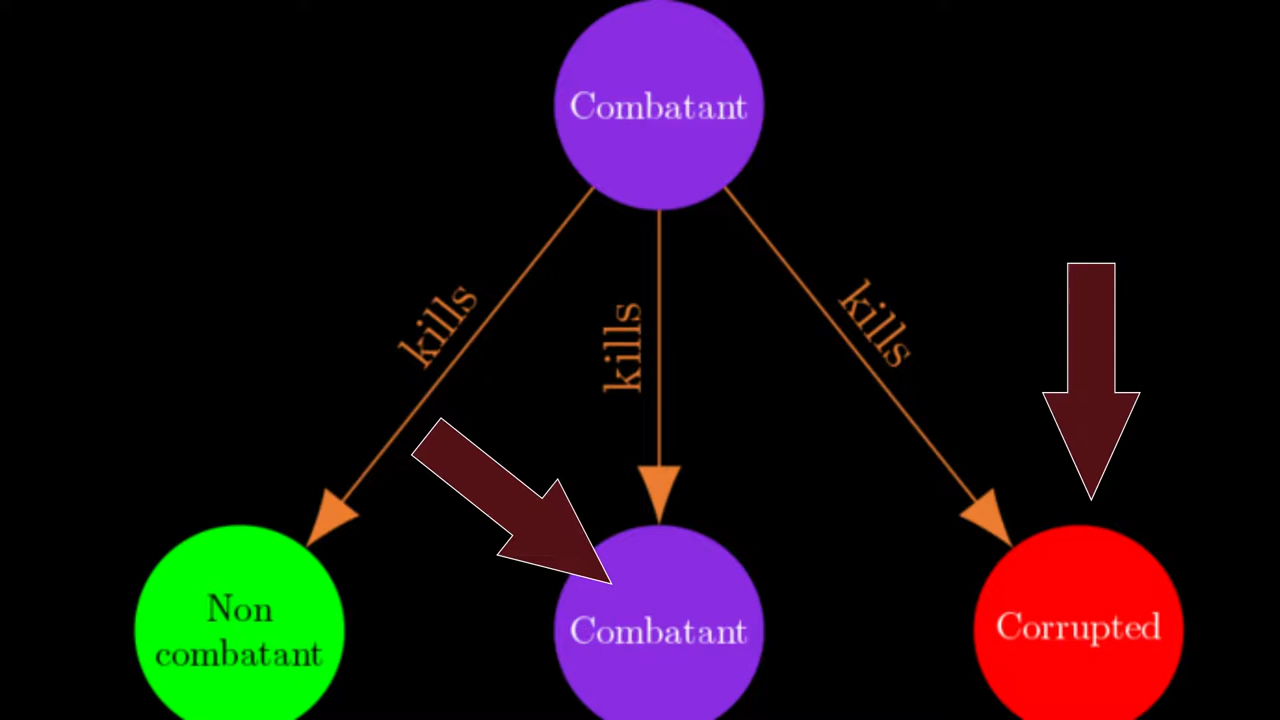 Combatant
kills
kills
kills
Non
combatant
Combatant
Corrupted